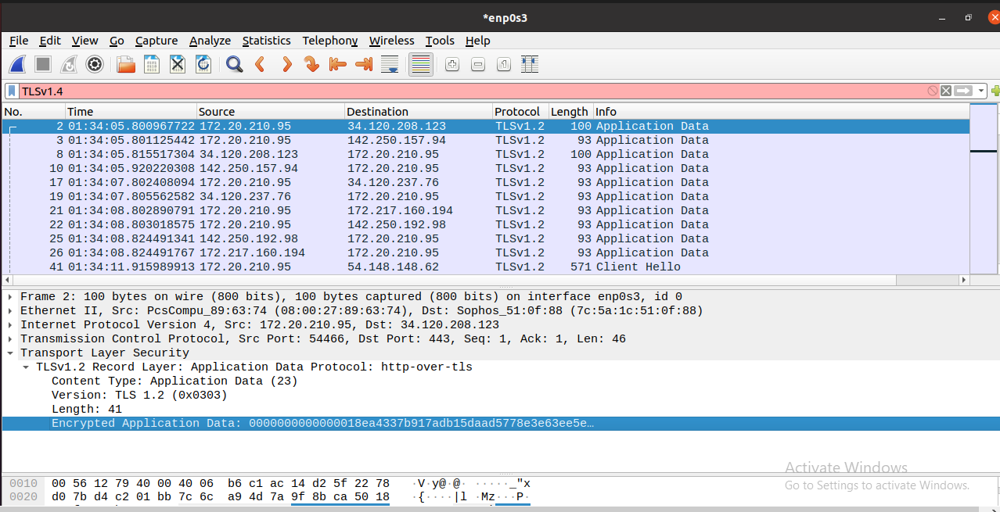 *enp0s3
File Edit View Go Capture Analyze Statistics Telephony Wireless Tools Help
TLSv1.4
No. Time Source Destination Protocol Length Info
2 01:34:05.800967722 172.20.210.95 34.120.208.123 TLSv1.2 100 Application Data
3 01:34:05.801125442 172.20.210.95 142.250.157.94 TLSv1.2 93 Application Data
8 01:34:05.815517304 34.120.208.123 172.20.210.95 TLSv1.2 100 Application Data
10 01:34:05.920220308 142.250.157.94 172.20.210.95 TLSv1.2 93 Application Data
17 01:34:07.802408094 172.20.210.95 34.120.237.76 TLSv1.2 93 Application Data
19 01:34:07.805562582 34.120.237.76 172.20.210.95 TLSv1.2 93 Application Data
21 01:34:08.802890791 172.20.210.95 172.217.160.194 TLSv1.2 93 Application Data
22 01:34:08.803018575 172.20.210.95 142.250.192.98 TLSv1.2 93 Application Data
25 01:34:08.824491341 142.250.192.98 172.20.210.95 TLSv1.2 93 Application Data
26 01:34:08.824491767 172.217.160.194 172.20.210.95 TLSv1.2 93 Application Data
41 01:34:11.915989913 172.20.210.95 54.148.148.62 TLSv1.2 571 Client Hello
Frame 2: 100 bytes on wire (800 bits), 100 bytes captured (800 bits) on interface enp0s3, id 0
Ethernet II, Src: PcsCompu_89:63:74 (08:00:27:89:63:74), Dst: Sophos_51:0f:88 (7c:5a:1c:51:0f:88)
Internet Protocol Version 4, Src: 172.20.210.95, Dst: 34.120.208.123
Transmission Control Protocol, Src Port: 54466, Dst Port: 443, Seq: 1, Ack: 1, Len: 46
Transport Layer Security
TLSv1.2 Record Layer: Application Data Protocol: http-over-tls
Content Type: Application Data (23)
Version: TLS 1.2 (0x0303)
Length: 41
Encrypted Application Data: 0000000000000018ea4337b917adb15daad5778e3e63ee5e…
Activate Windows
Go to Settings to activate Windows.
0010 00 56 12 79 40 00 40 06 b6 c1 ac 14 d2 5f 22 78 ·V·y@·@· ·····_"x
0020 d0 7b d4 c2 01 bb 7c 6c a9 4d 7a 9f 8b ca 50 18 ·{····|l ·Mz···P·